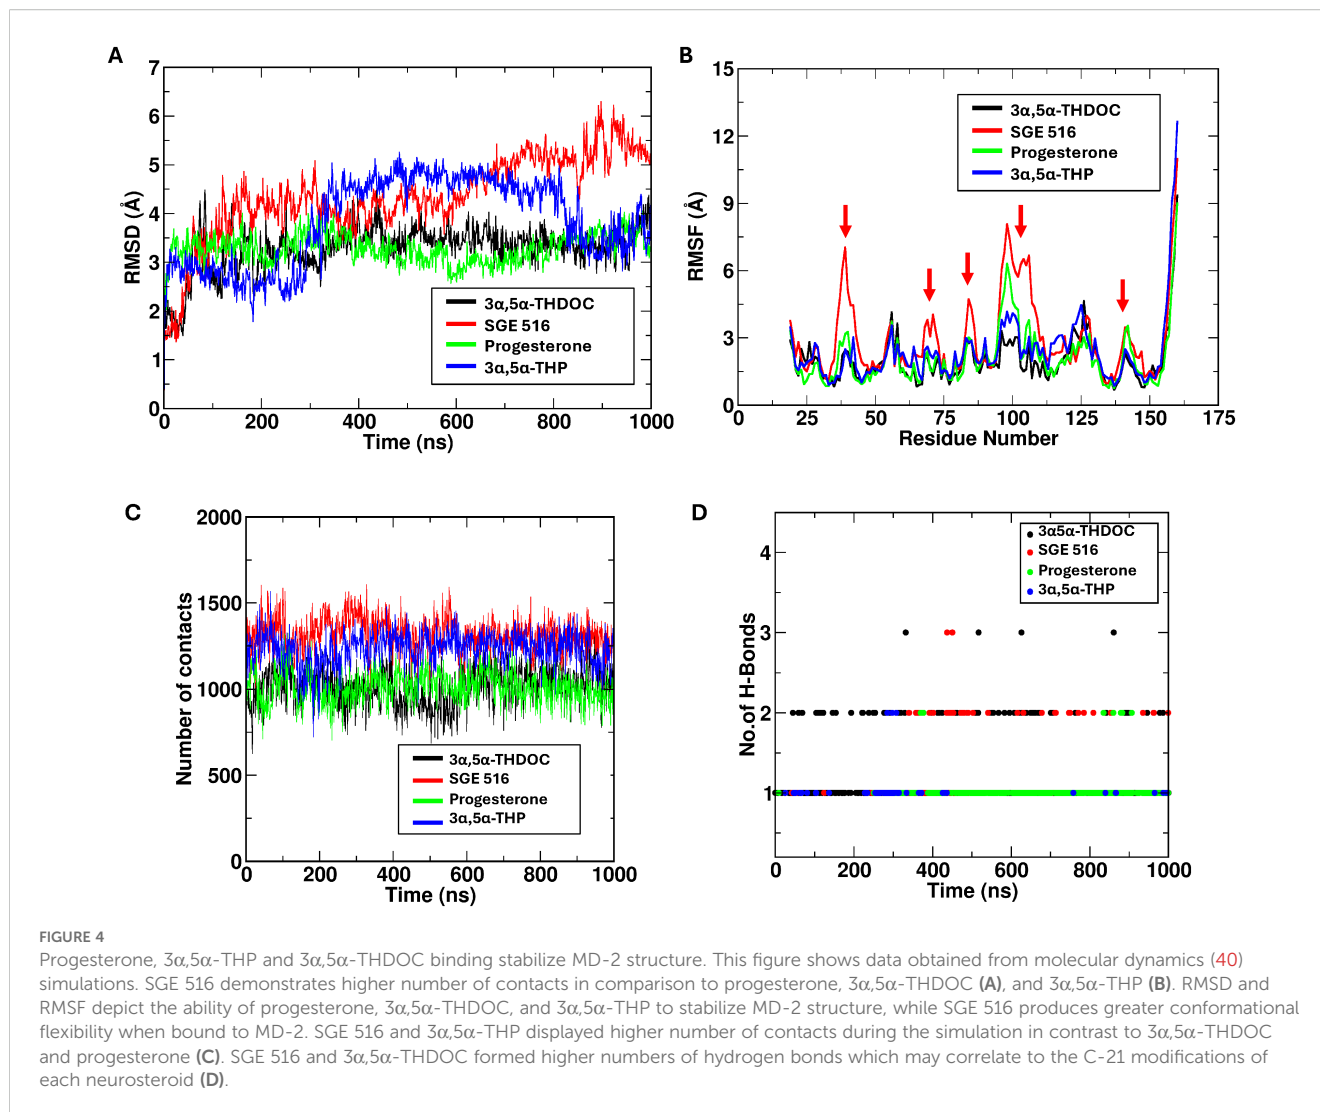 A
7
6
5
4
3
2
1
0
RMSD (Å)
0 200 400 600 800 1000
Time (ns)
3α,5α-THDOC
SGE 516
Progesterone
3α,5α-THP
B
15
12
9
6
3
0
RMSF (Å)
0 25 50 75 100 125 150 175
Residue Number
3α,5α-THDOC
SGE 516
Progesterone
3α,5α-THP
C
2000
1500
1000
500
0
Number of contacts
0 200 400 600 800 1000
Time (ns)
3α,5α-THDOC
SGE 516
Progesterone
3α,5α-THP
D
4
3
2
1
No.of H-Bonds
0 200 400 600 800 1000
Time (ns)
3α5α-THDOC
SGE 516
Progesterone
3α,5α-THP
FIGURE 4
Progesterone, 3α,5α-THP and 3α,5α-THDOC binding stabilize MD-2 structure. This figure shows data obtained from molecular dynamics (40)
simulations. SGE 516 demonstrates higher number of contacts in comparison to progesterone, 3α,5α-THDOC (A), and 3α,5α-THP (B). RMSD and
RMSF depict the ability of progesterone, 3α,5α-THDOC, and 3α,5α-THP to stabilize MD-2 structure, while SGE 516 produces greater conformational
flexibility when bound to MD-2. SGE 516 and 3α,5α-THP displayed higher number of contacts during the simulation in contrast to 3α,5α-THDOC
and progesterone (C). SGE 516 and 3α,5α-THDOC formed higher numbers of hydrogen bonds which may correlate to the C-21 modifications of
each neurosteroid (D).